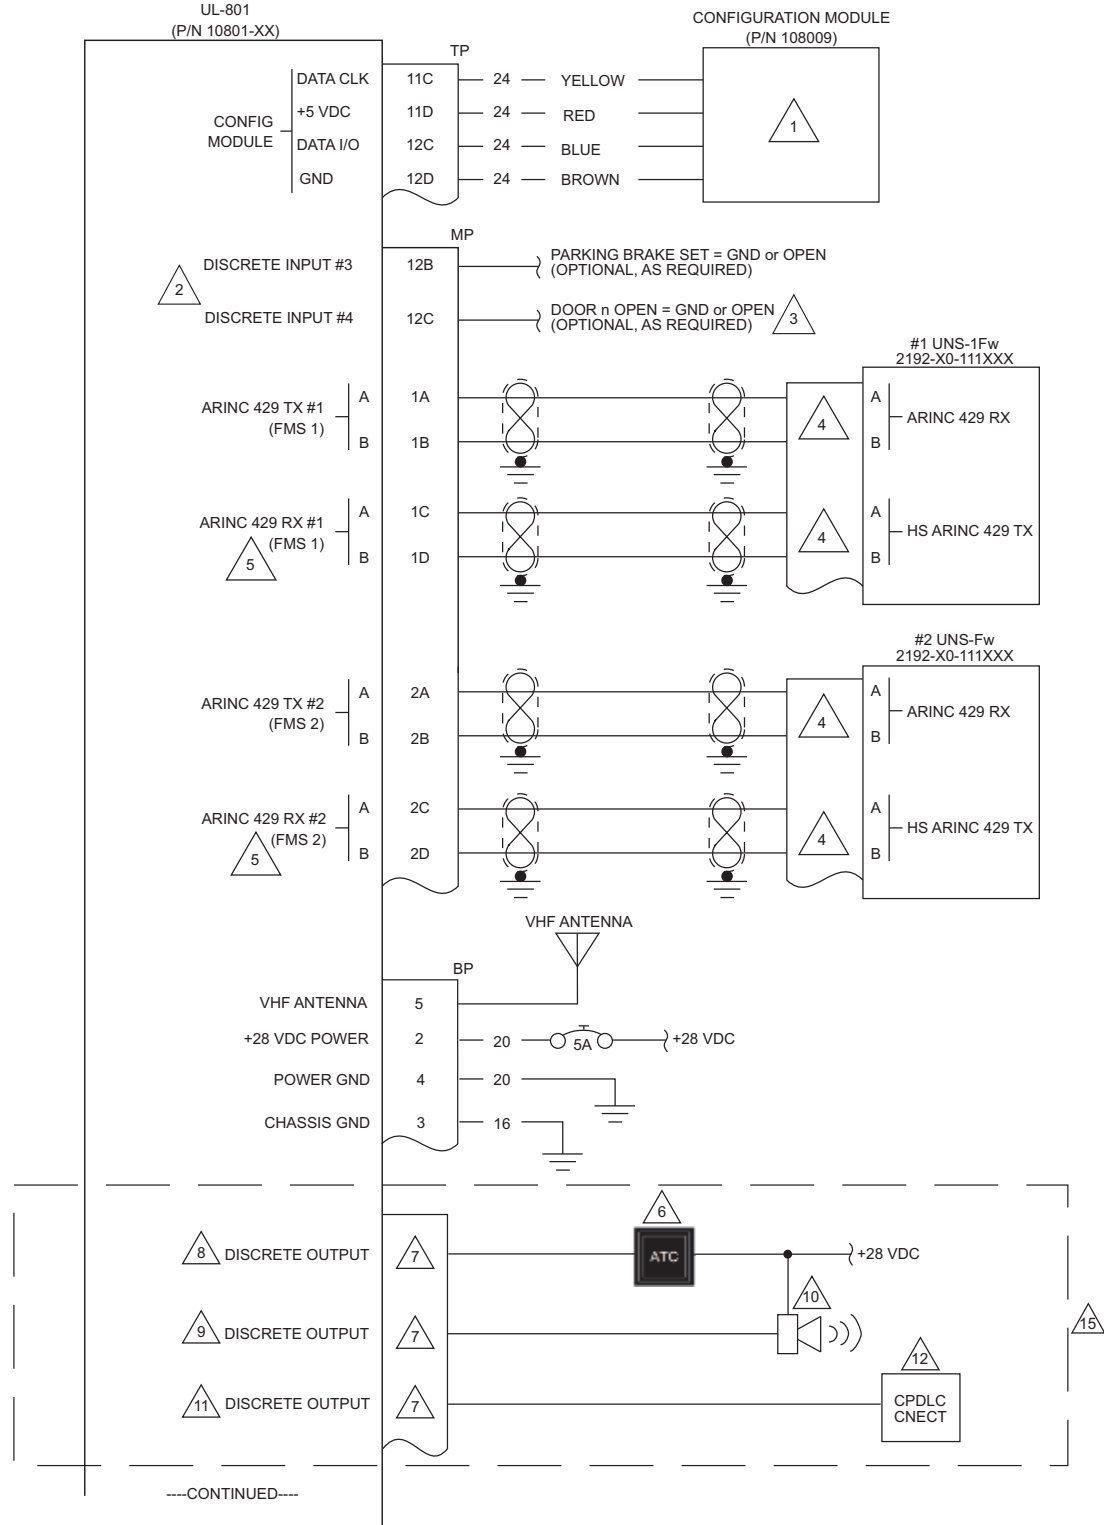 UL-801
(P/N 10801-XX)
CONFIGURATION MODULE
(P/N 108009)
TP
CONFIG
MODULE
DATA CLK
11C
24
YELLOW
+5 VDC
11D
24
RED
DATA I/O
12C
24
BLUE
GND
12D
24
BROWN
1
MP
2
DISCRETE INPUT #3
12B
PARKING BRAKE SET = GND or OPEN
(OPTIONAL, AS REQUIRED)
DISCRETE INPUT #4
12C
DOOR n OPEN = GND or OPEN
(OPTIONAL, AS REQUIRED)
3
#1 UNS-1Fw
2192-X0-111XXX
ARINC 429 TX #1
(FMS 1)
A
1A
B
1B
4
A
B
ARINC 429 RX
ARINC 429 RX #1
(FMS 1)
5
A
1C
B
1D
4
A
B
HS ARINC 429 TX
#2 UNS-Fw
2192-X0-111XXX
ARINC 429 TX #2
(FMS 2)
A
2A
B
2B
4
A
B
ARINC 429 RX
ARINC 429 RX #2
(FMS 2)
5
A
2C
B
2D
4
A
B
HS ARINC 429 TX
VHF ANTENNA
BP
VHF ANTENNA
5
+28 VDC POWER
2
20
5A
+28 VDC
POWER GND
4
20
CHASSIS GND
3
16
6
8
DISCRETE OUTPUT
7
ATC
+28 VDC
10
9
DISCRETE OUTPUT
7
15
12
11
DISCRETE OUTPUT
7
CPDLC
CNECT
----CONTINUED----